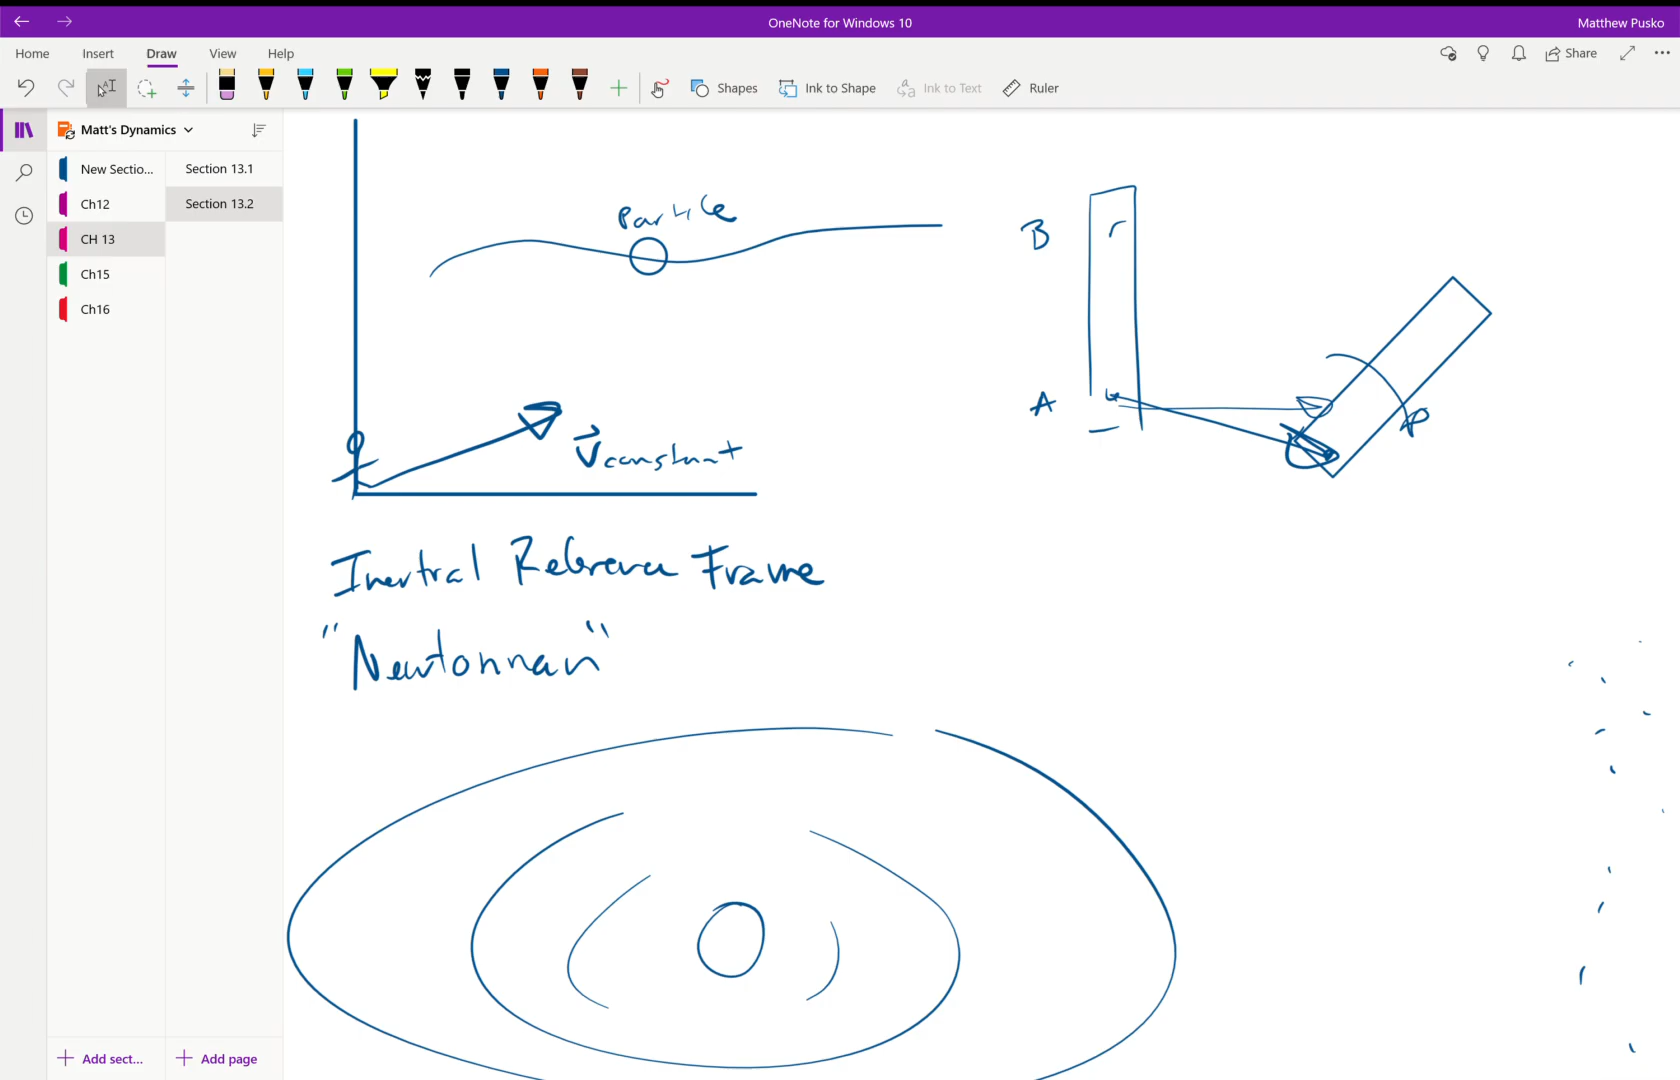 OneNote for Windows 10
Matthew Pusko
Home Insert Draw View Help
Share
Shapes Ink to Shape Ink to Text Ruler
Matt's Dynamics
New Sectio...
Ch12
CH 13
Ch15
Ch16
Section 13.1
Section 13.2
Particle
B
A
V constant
Inertral Reference Frame
"Newtonnan"
Add sect...
Add page